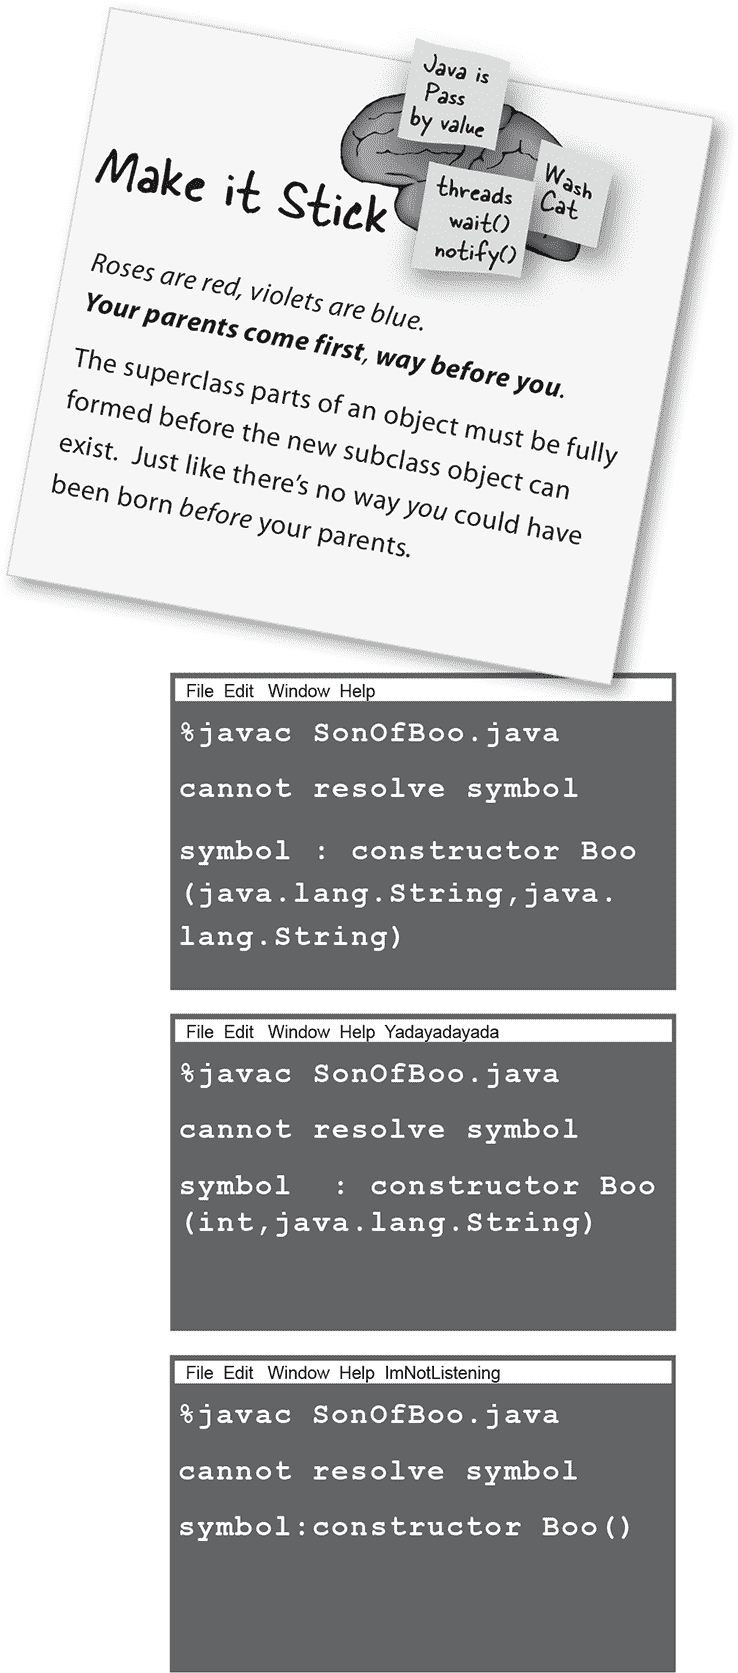 Java is
Pass
by value
Make it Stick
threads
wait()
notify()
Wash
Cat
Roses are red, violets are blue.
Your parents come first, way before you.
The superclass parts of an object must be fully
formed before the new subclass object can
exist.  Just like there’s no way you could have
been born before your parents.
File Edit Window Help
%javac SonOfBoo.java
cannot resolve symbol
symbol : constructor Boo
(java.lang.String,java.
lang.String)
File Edit Window Help Yadayadayada
%javac SonOfBoo.java
cannot resolve symbol
symbol  : constructor Boo
(int,java.lang.String)
File Edit Window Help ImNotListening
%javac SonOfBoo.java
cannot resolve symbol
symbol:constructor Boo()